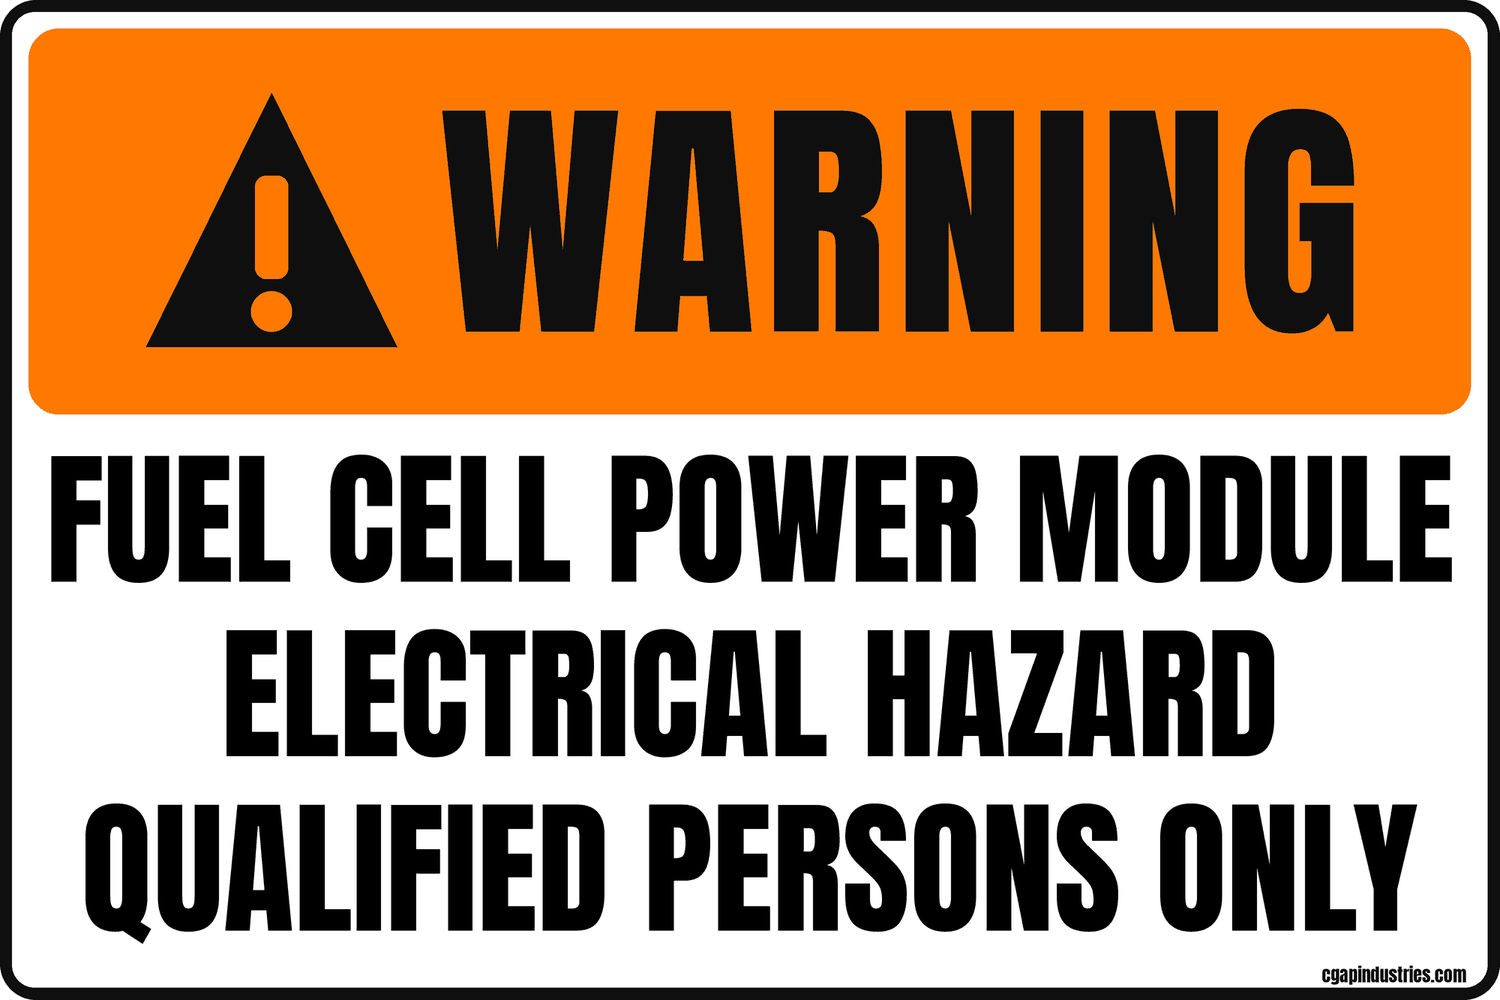 WARNING
FUEL CELL POWER MODULE
ELECTRICAL HAZARD
QUALIFIED PERSONS ONLY
cgapindustries.com